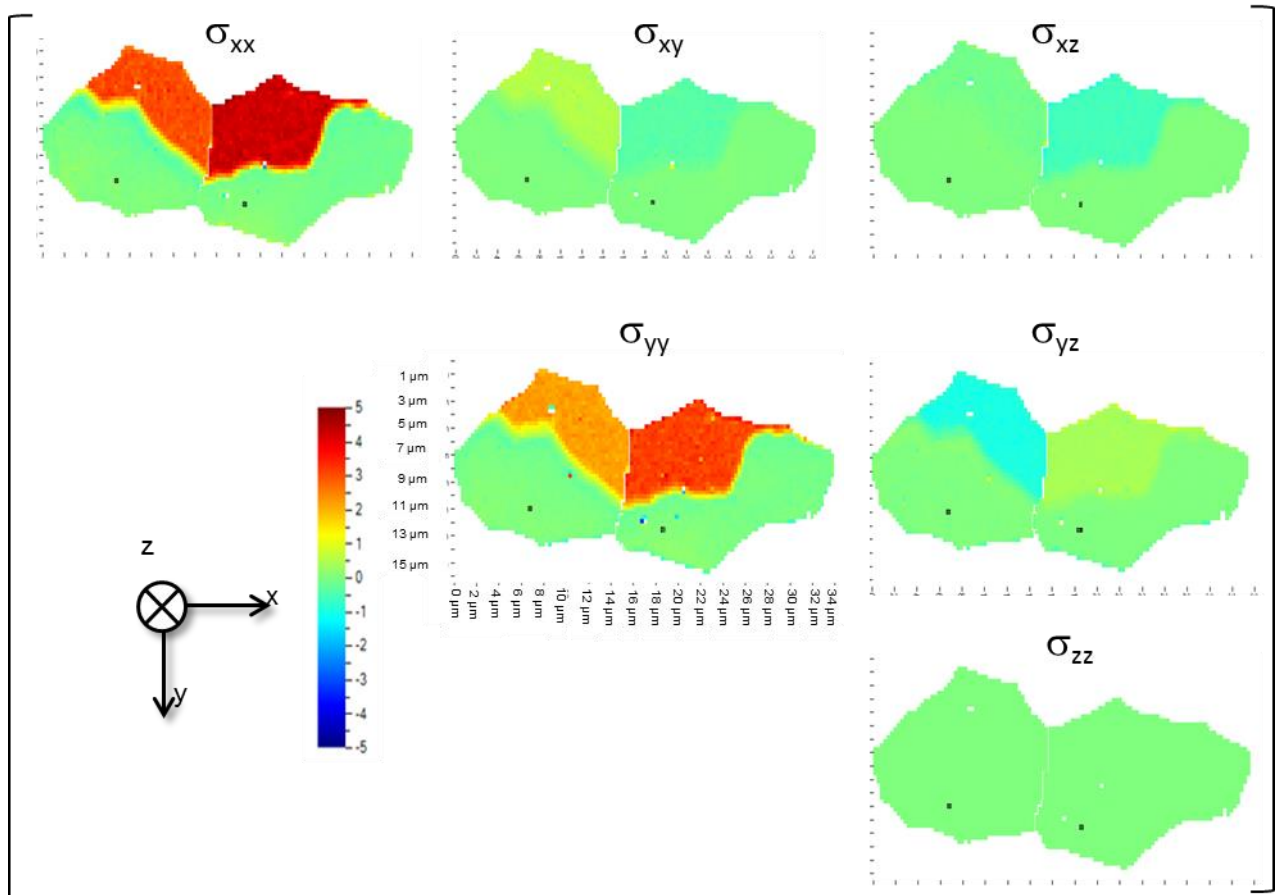 σxx
σxy
σxz
σyy
σyz
1 µm
3 µm
5 µm
7 µm
9 µm
11 µm
13 µm
15 µm
5
4
3
2
1
0
-1
-2
-3
-4
-5
z
x
y
0 µm
2 µm
4 µm
6 µm
8 µm
10 µm
12 µm
14 µm
16 µm
18 µm
20 µm
22 µm
24 µm
26 µm
28 µm
30 µm
32 µm
34 µm
σzz